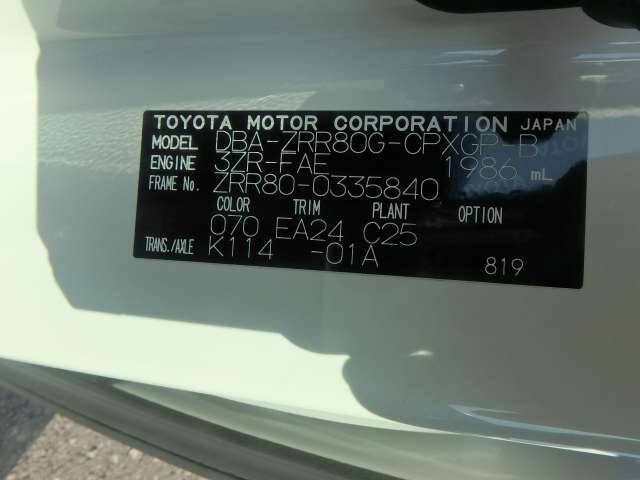 TOYOTA MOTOR CORPORATION JAPAN
MODEL DBA-ZRR80G-CPXGP-B
ENGINE 3ZR-FAE 1986 mL
FRAME No. ZRR80-0335840
COLOR TRIM PLANT OPTION
070 EA24 C25
TRANS./AXLE K114 -01A
819